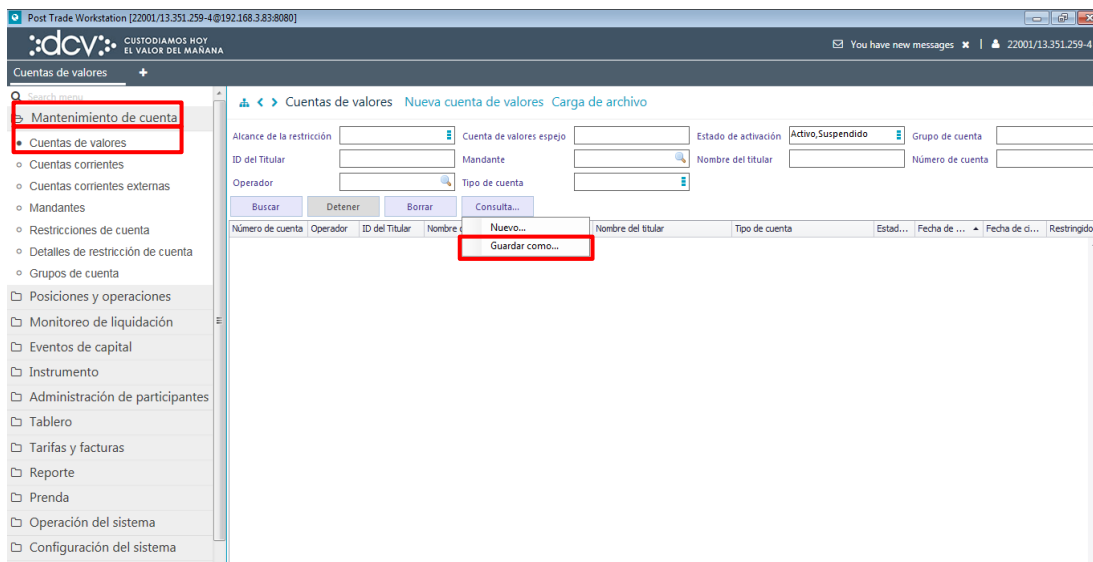 Post Trade Workstation [22001/13.351.259-4@192.168.3.83:8080]
dcv CUSTODIAMOS HOY
EL VALOR DEL MAÑANA
You have new messages ✖ | 22001/13.351.259-4
Cuentas de valores +
Search menu
Cuentas de valores Nueva cuenta de valores Carga de archivo
Mantenimiento de cuenta
Cuentas de valores
Cuentas corrientes
Cuentas corrientes externas
Mandantes
Restricciones de cuenta
Detalles de restricción de cuenta
Grupos de cuenta
Posiciones y operaciones
Monitoreo de liquidación
Eventos de capital
Instrumento
Administración de participantes
Tablero
Tarifas y facturas
Reporte
Prenda
Operación del sistema
Configuración del sistema
Alcance de la restricción Cuenta de valores espejo Estado de activación Activo,Suspendido Grupo de cuenta
ID del Titular Mandante Nombre del titular Número de cuenta
Operador Tipo de cuenta
Buscar Detener Borrar Consulta...
Número de cuenta Operador ID del Titular Nombre Nombre del titular Tipo de cuenta Estad... Fecha de ... Fecha de ci... Restringido
Nuevo...
Guardar como...